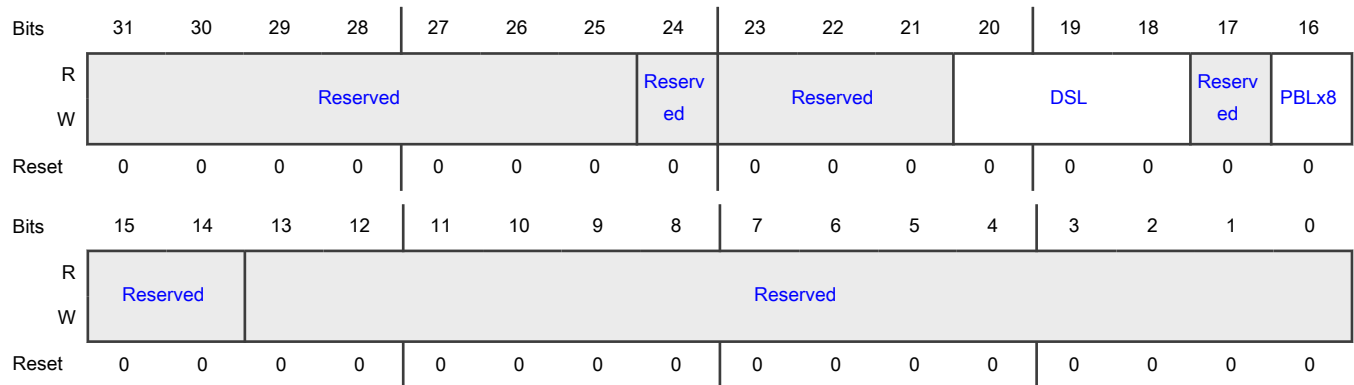 Bits 31 30 29 28 27 26 25 24 23 22 21 20 19 18 17 16
R
Reserved Reserv Reserved DSL Reserv PBLx8
ed ed
W
Reset 0 0 0 0 0 0 0 0 0 0 0 0 0 0 0 0
Bits 15 14 13 12 11 10 9 8 7 6 5 4 3 2 1 0
R
Reserved Reserved
W
Reset 0 0 0 0 0 0 0 0 0 0 0 0 0 0 0 0